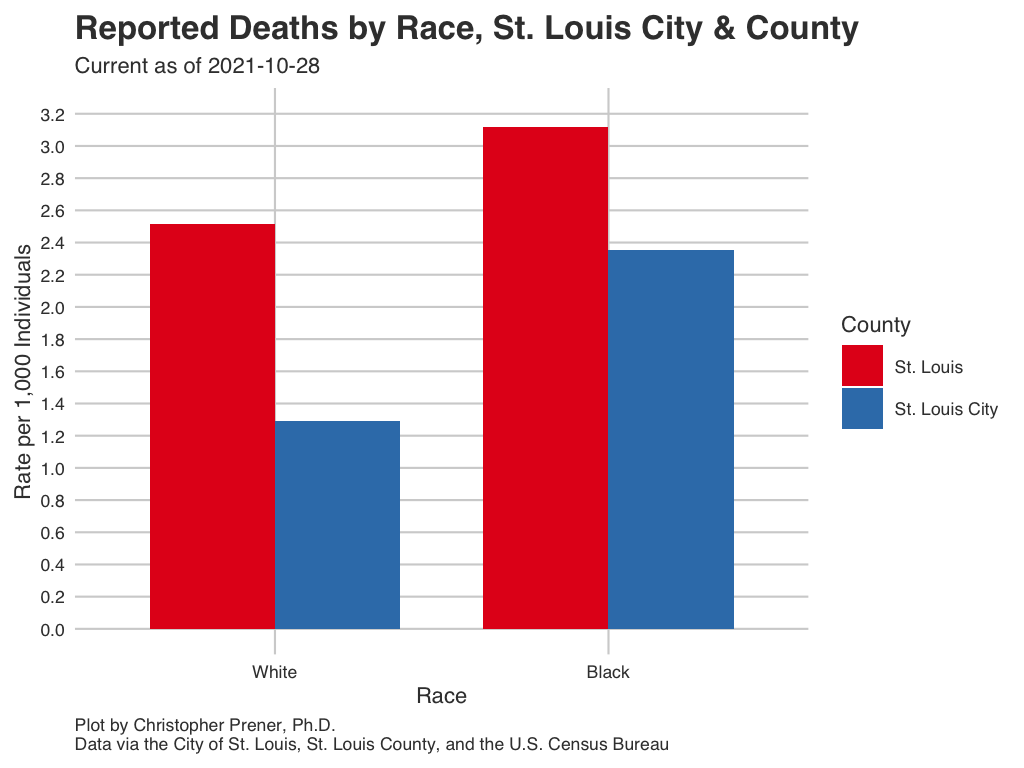 Reported Deaths by Race, St. Louis City & County
Current as of 2021-10-28
Rate per 1,000 Individuals
3.2
3.0
2.8
2.6
2.4
2.2
2.0
1.8
1.6
1.4
1.2
1.0
0.8
0.6
0.4
0.2
0.0
White
Black
Race
County
St. Louis
St. Louis City
Plot by Christopher Prener, Ph.D.
Data via the City of St. Louis, St. Louis County, and the U.S. Census Bureau